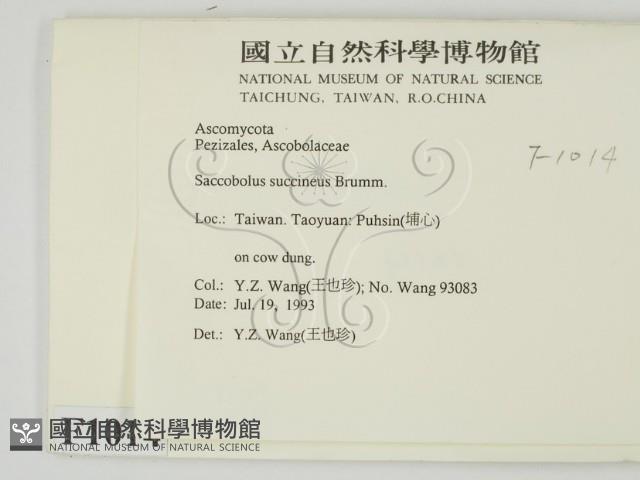 國立自然科學博物館
NATIONAL MUSEUM OF NATURAL SCIENCE
TAICHUNG, TAIWAN, R.O.CHINA
Ascomycota
Pezizales, Ascobolaceae
7-1014
Saccobolus succineus Brumm.
Loc.: Taiwan. Taoyuan: Puhsin(埔心)
on cow dung.
Col.: Y.Z. Wang(王也珍); No. Wang 93083
Date: Jul. 19, 1993
Det.: Y.Z. Wang(王也珍)
國立自然科學博物館
NATIONAL MUSEUM OF NATURAL SCIENCE